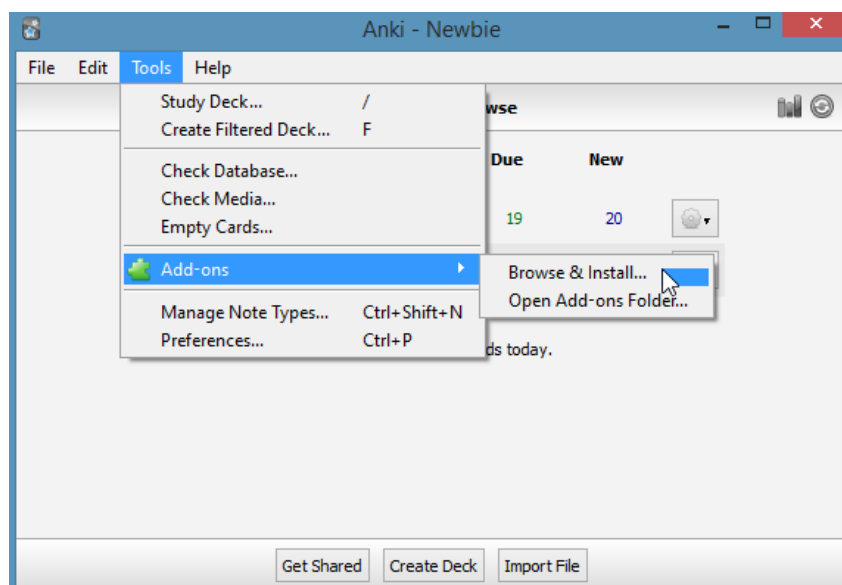 Anki - Newbie
File Edit Tools Help
Study Deck... /
wse
Create Filtered Deck... F
Due New
Check Database...
Check Media...
19 20
Empty Cards...
Add-ons
Browse & Install...
Open Add-ons Folder...
Manage Note Types... Ctrl+Shift+N
Preferences... Ctrl+P
ds today.
Get Shared Create Deck Import File